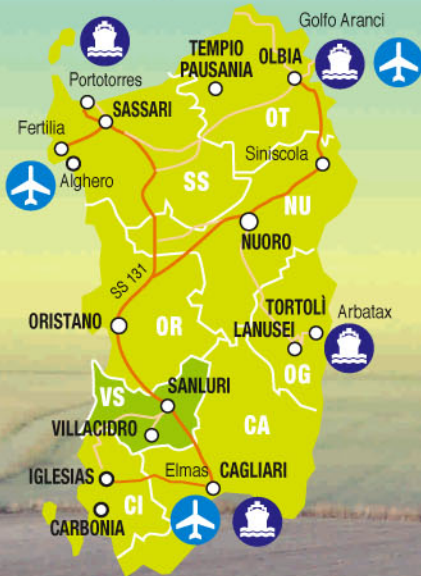 Golfo Aranci
TEMPIO
PAUSANIA
OLBIA
Portotorres
SASSARI
OT
Fertilia
Siniscola
Alghero
SS
NU
NUORO
SS 131
TORTOLÌ
Arbatax
ORISTANO
OR
LANUSEI
OG
SANLURI
VS
CA
VILLACIDRO
Elmas
CAGLIARI
IGLESIAS
CI
CARBONIA